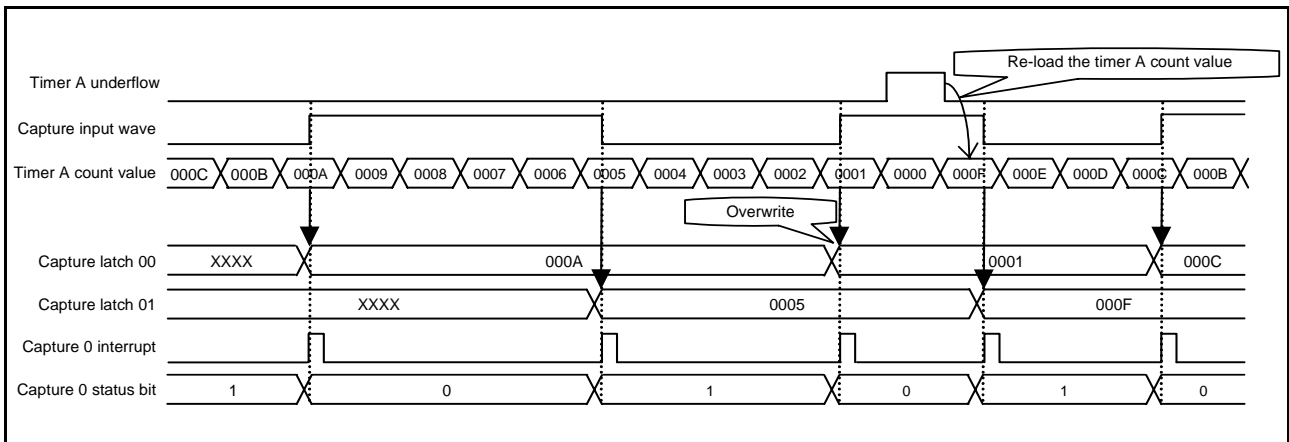 Re-load the timer A count value
Timer A underflow
Capture input wave
Timer A count value 000C 000B 000A 0009 0008 0007 0006 0005 0004 0003 0002 0001 0000 000F 000E 000D 000C 000B
Overwrite
Capture latch 00 XXXX 000A 0001 000C
Capture latch 01 XXXX 0005 000F
Capture 0 interrupt
Capture 0 status bit 1 0 1 0 1 0